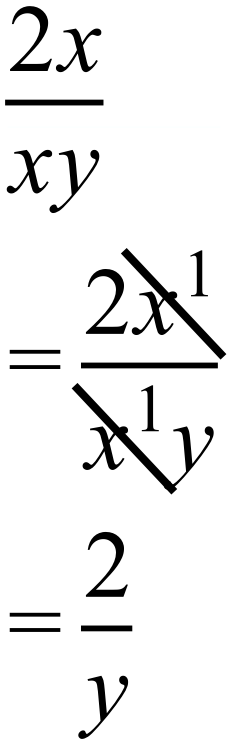 2x
xy
= 2x 1
x 1 y
= 2
y